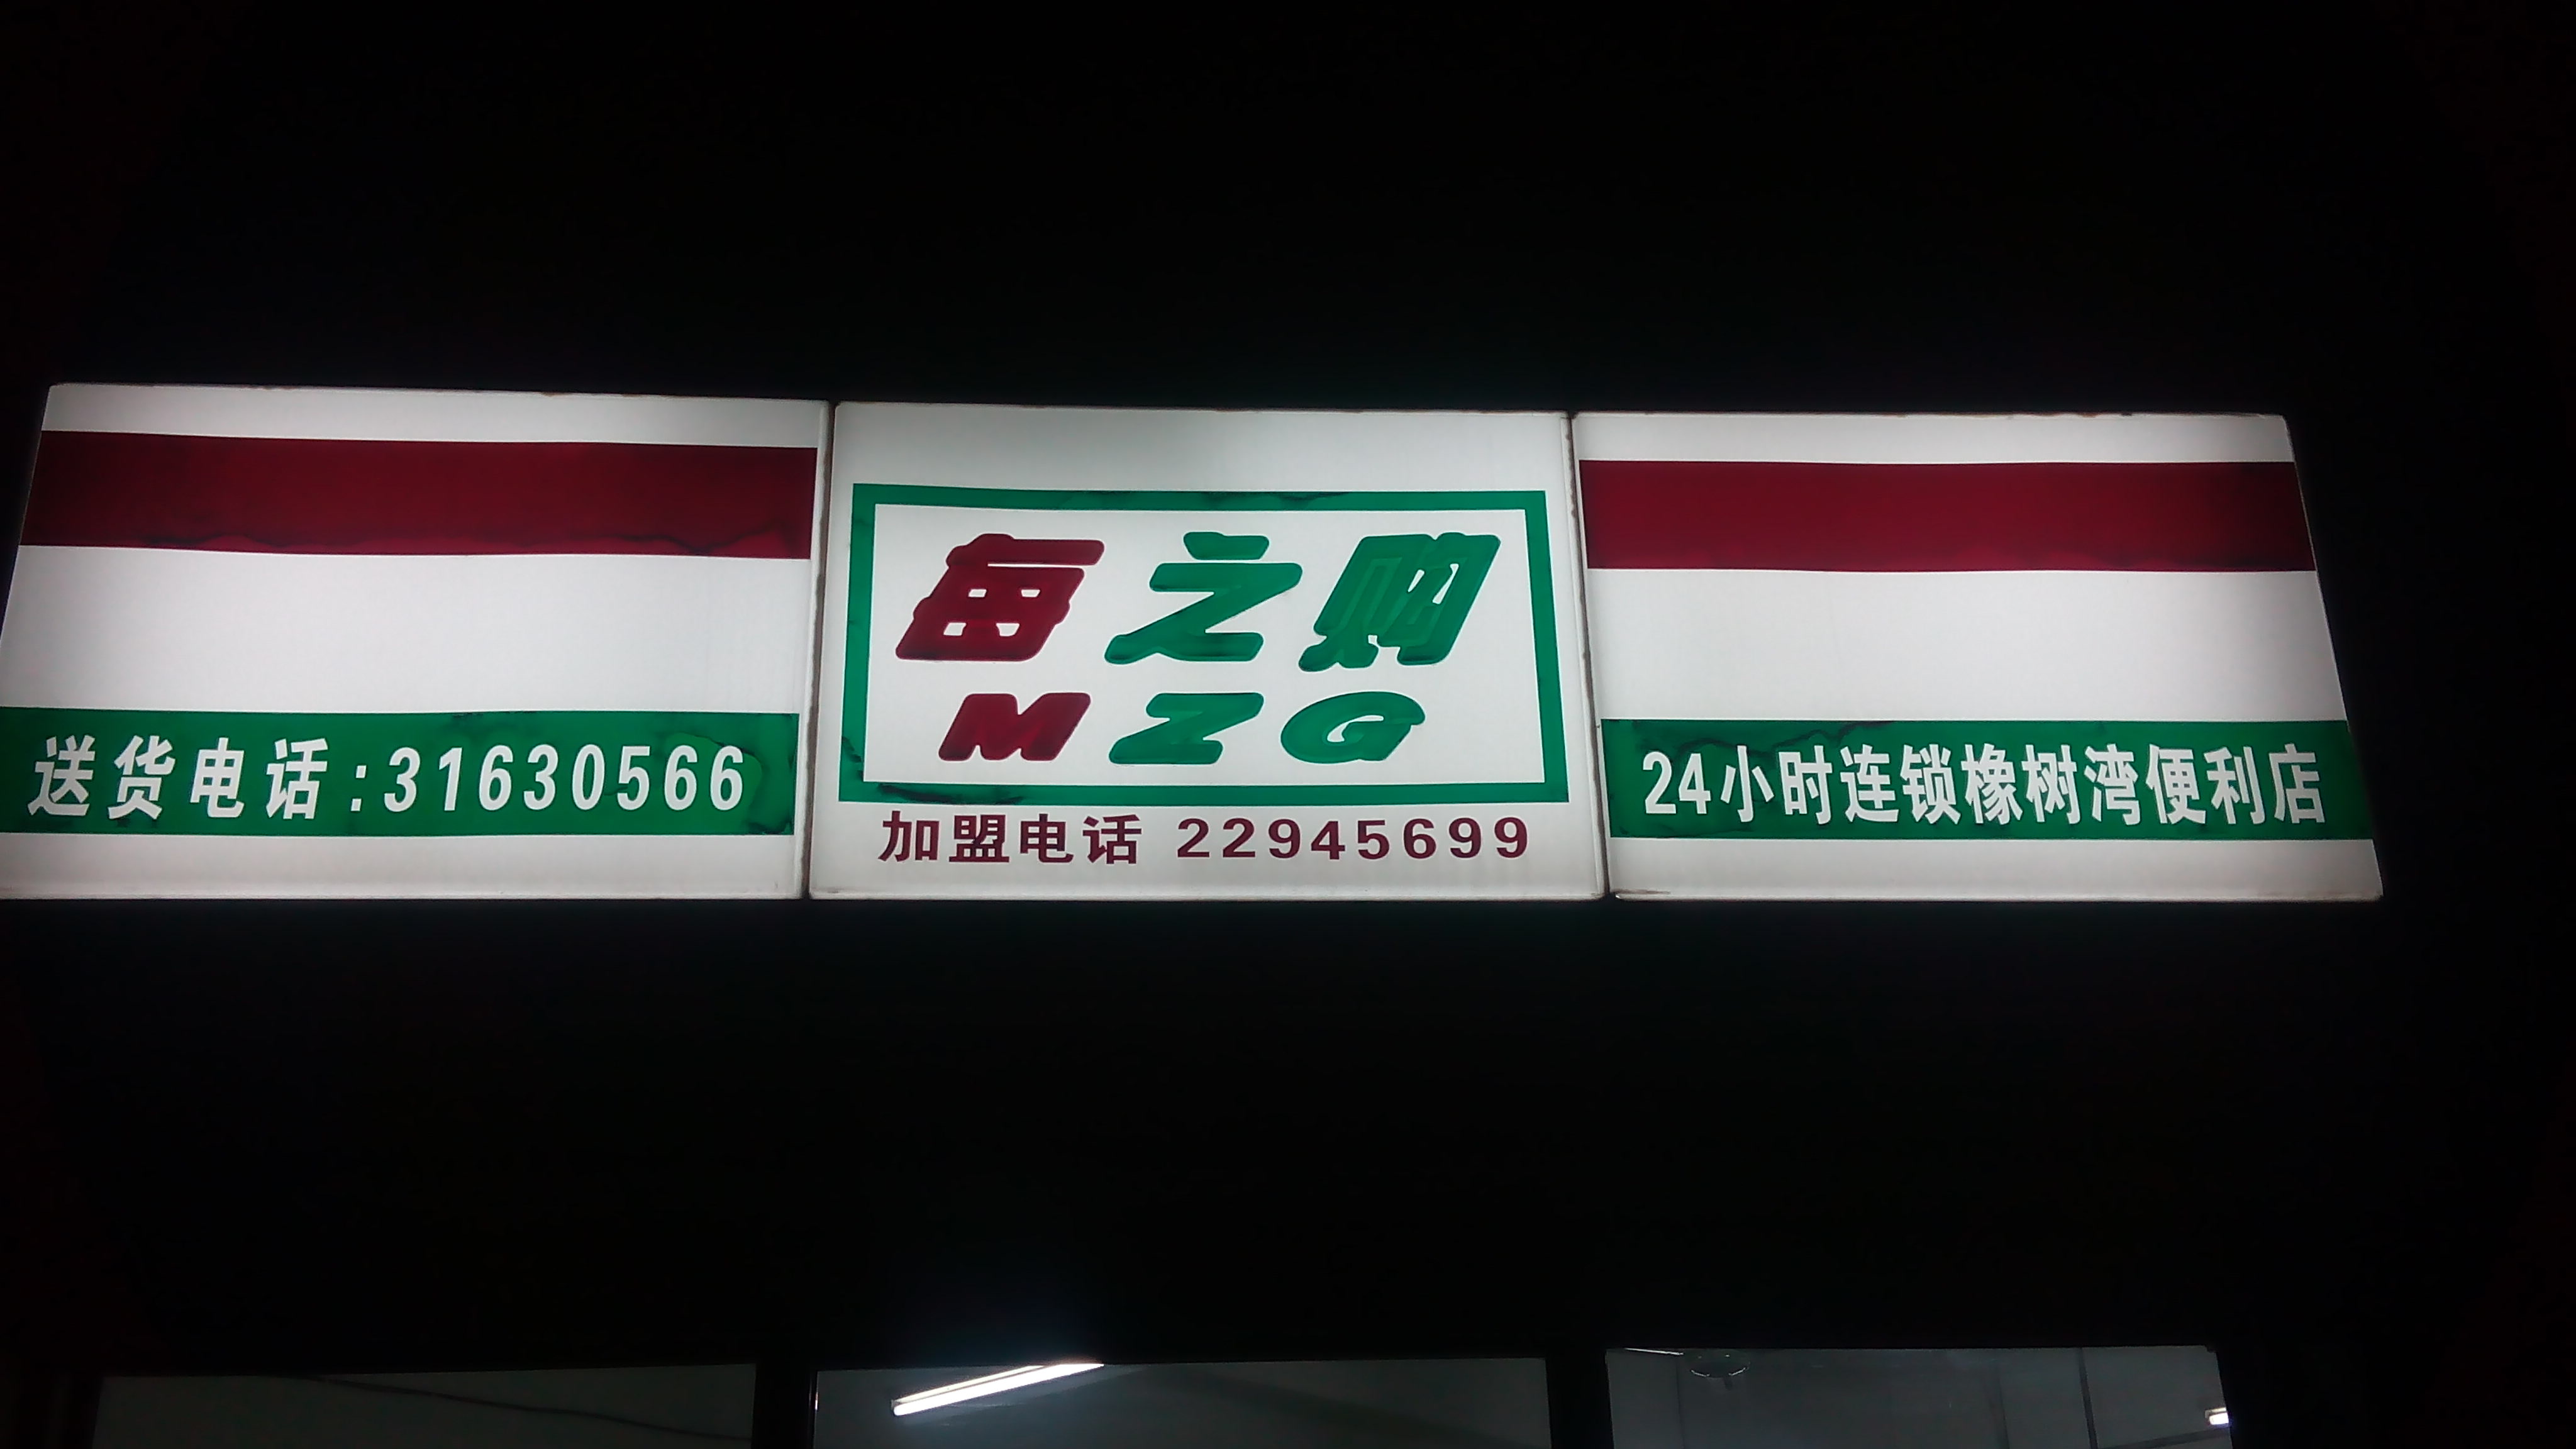 送货电话:31630566
每之购
MZG
加盟电话 22945699
24小时连锁橡树湾便利店